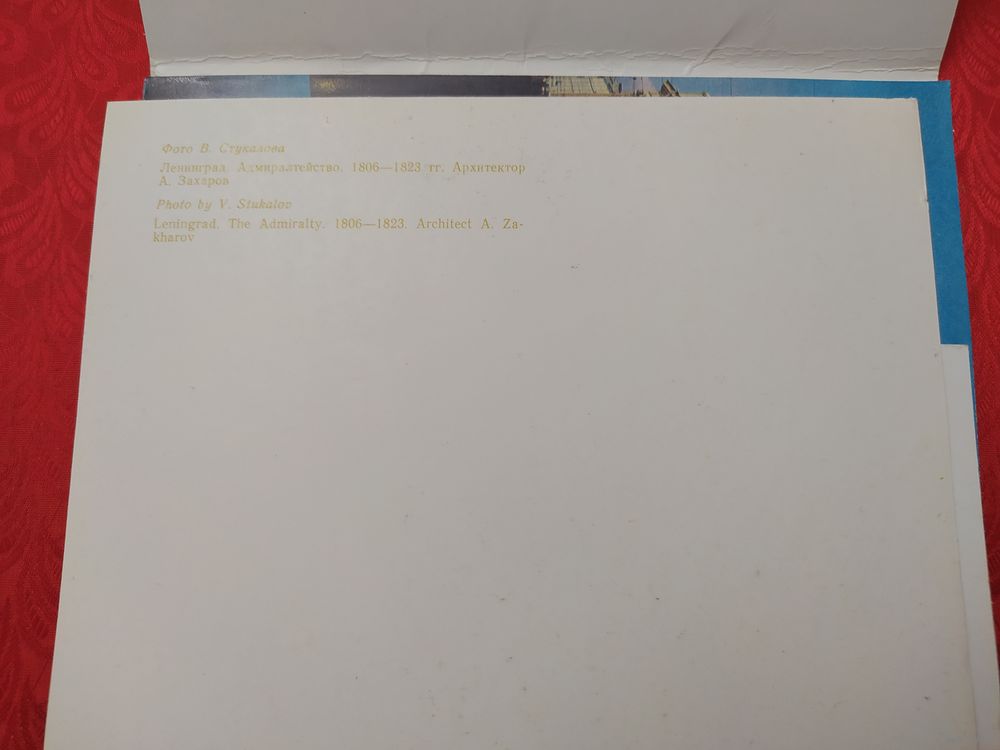 Фото В. Стукалова
Ленинград. Адмиралтейство. 1806—1823 гг. Архитектор
А. Захаров
Photo by V. Stukalov
Leningrad. The Admiralty. 1806—1823. Architect A. Za-
kharov